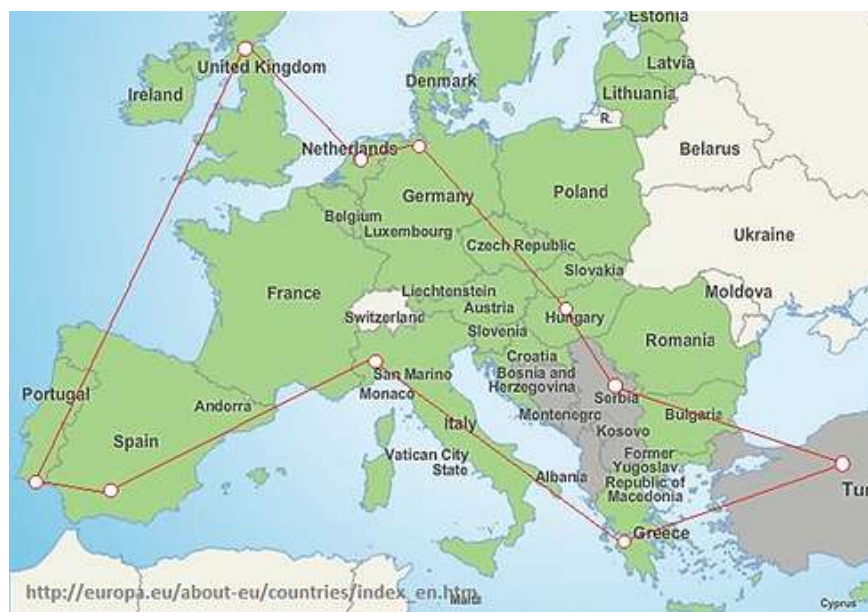 Estonia
Latvia
United Kingdom
Denmark
Ireland
Lithuania
R.
Netherlands
Belarus
Germany
Poland
Belgium
Luxembourg
Ukraine
Czech Republic
Slovakia
France
Liechtenstein
Moldova
Austria
Switzerland
Hungary
Slovenia
Romania
Croatia
San Marino
Bosnia and
Herzegovina
Portugal
Monaco
Serbia
Andorra
Montenegro
Bulgaria
Italy
Spain
Kosovo
Vatican City
State
Former
Yugoslav
Republic of
Macedonia
Albania
Tur
Greece
http://europa.eu/about-eu/countries/index_en.htm
Malta
Cyprus